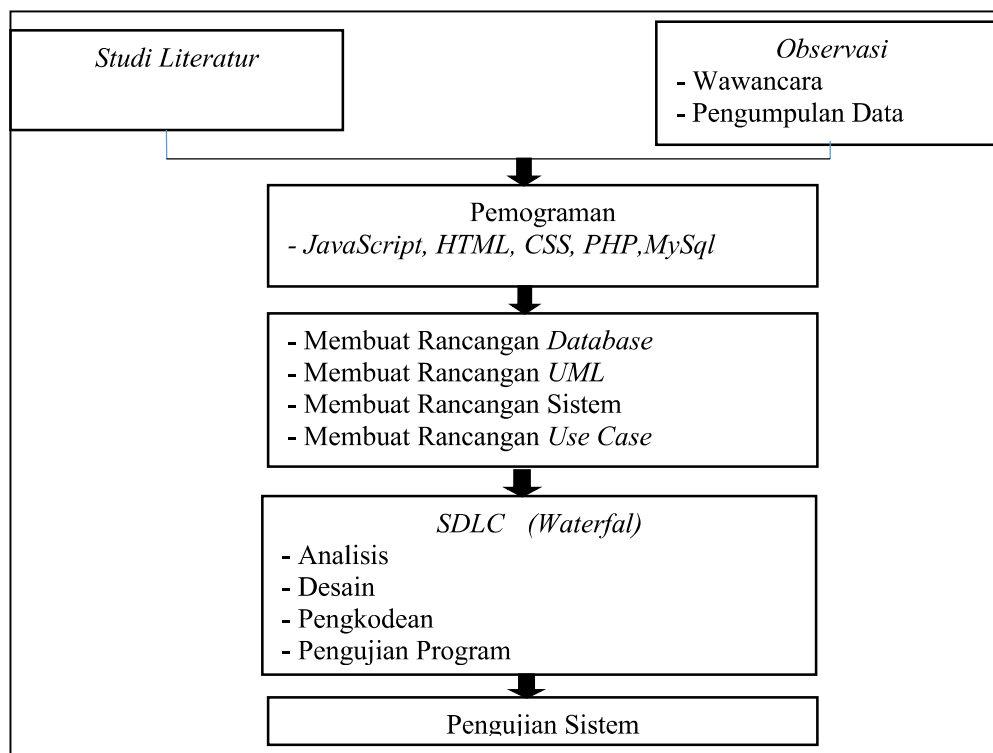 Studi Literatur
Observasi
- Wawancara
- Pengumpulan Data
Pemograman
- JavaScript, HTML, CSS, PHP,MySql
- Membuat Rancangan Database
- Membuat Rancangan UML
- Membuat Rancangan Sistem
- Membuat Rancangan Use Case
SDLC (Waterfal)
- Analisis
- Desain
- Pengkodean
- Pengujian Program
Pengujian Sistem